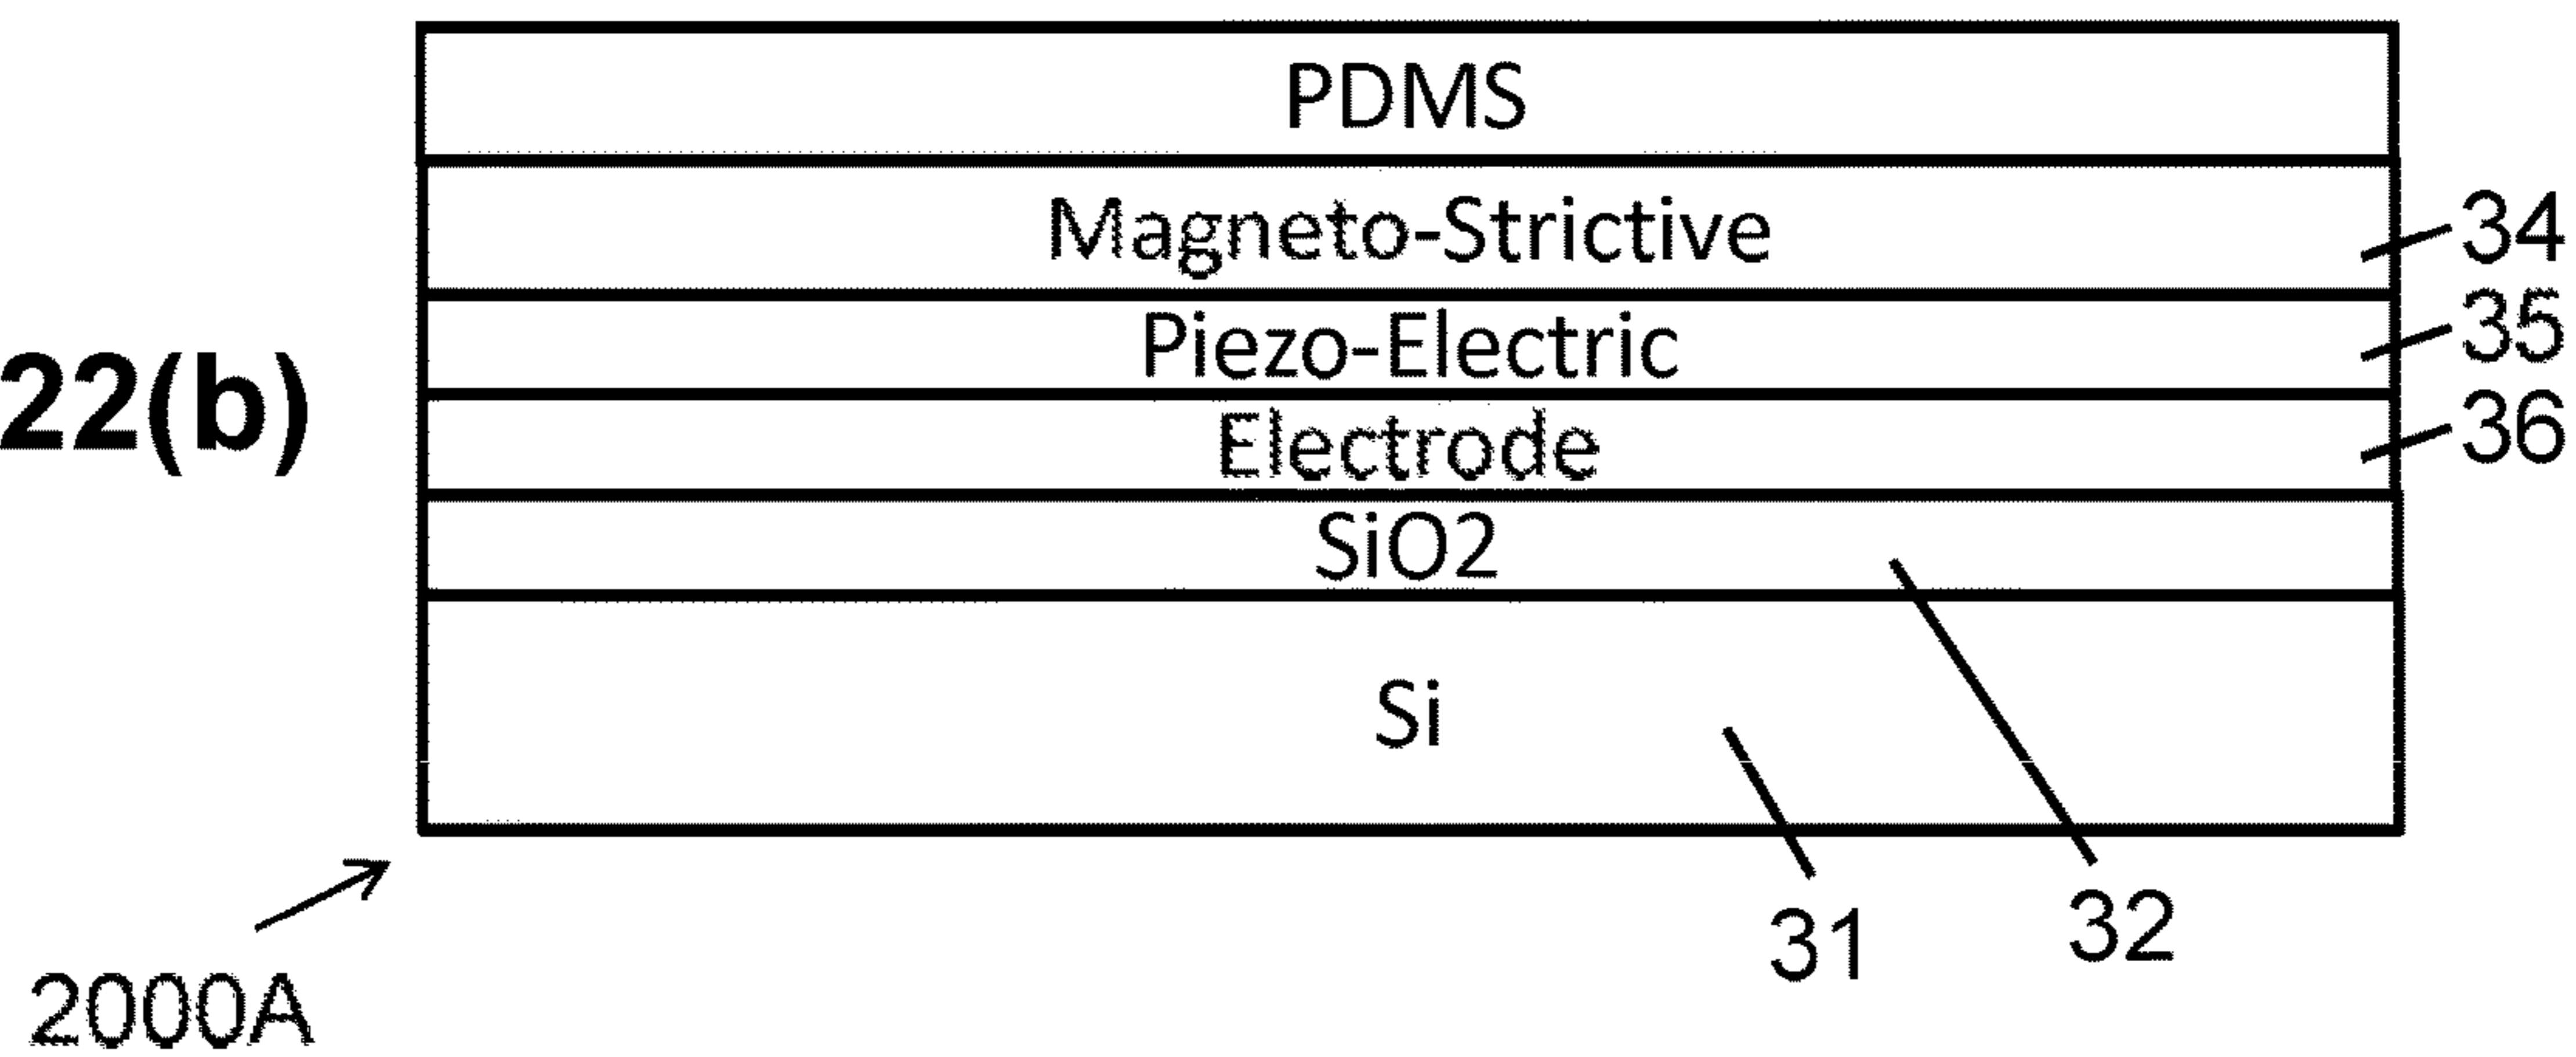 PDMS
Magneto-Strictive
34
Piezo-Electric
35
22(b)
Electrode
36
SiO2
Si
31
32
2000A